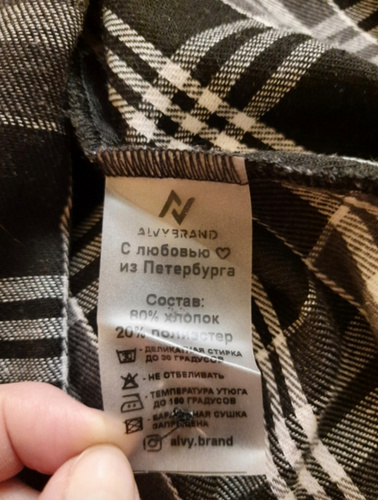 ALVYBRAND
С любовью ♡
из Петербурга
Состав:
80% хлопок
20% полиэстер
- ДЕЛИКАТНАЯ СТИРКА
ДО 30 ГРАДУСОВ
- НЕ ОТБЕЛИВАТЬ
- ТЕМПЕРАТУРА УТЮГА
ДО 150 ГРАДУСОВ
- БАРАБАННАЯ СУШКА
ЗАПРЕЩЕНА
alvy.brand